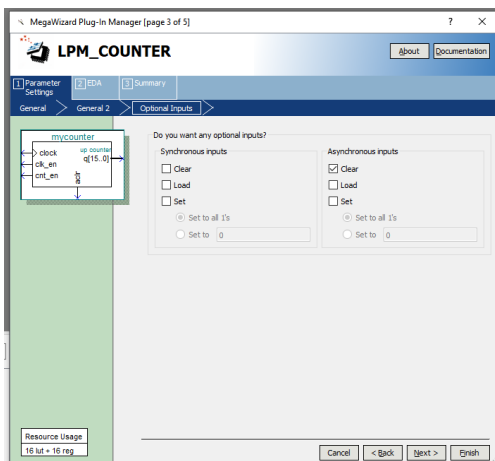 MegaWizard Plug-In Manager [page 3 of 5]
? ×
LPM_COUNTER
About Documentation
1 Parameter Settings 2 EDA 3 Summary
General General 2 Optional Inputs
mycounter
up counter
clock
q[15..0]
clk_en
cnt_en
aclr
Do you want any optional inputs?
Synchronous inputs
Clear
Load
Set
Set to all 1's
Set to 0
Asynchronous inputs
Clear
Load
Set
Set to all 1's
Set to 0
Resource Usage
16 lut + 16 reg
Cancel < Back Next > Finish